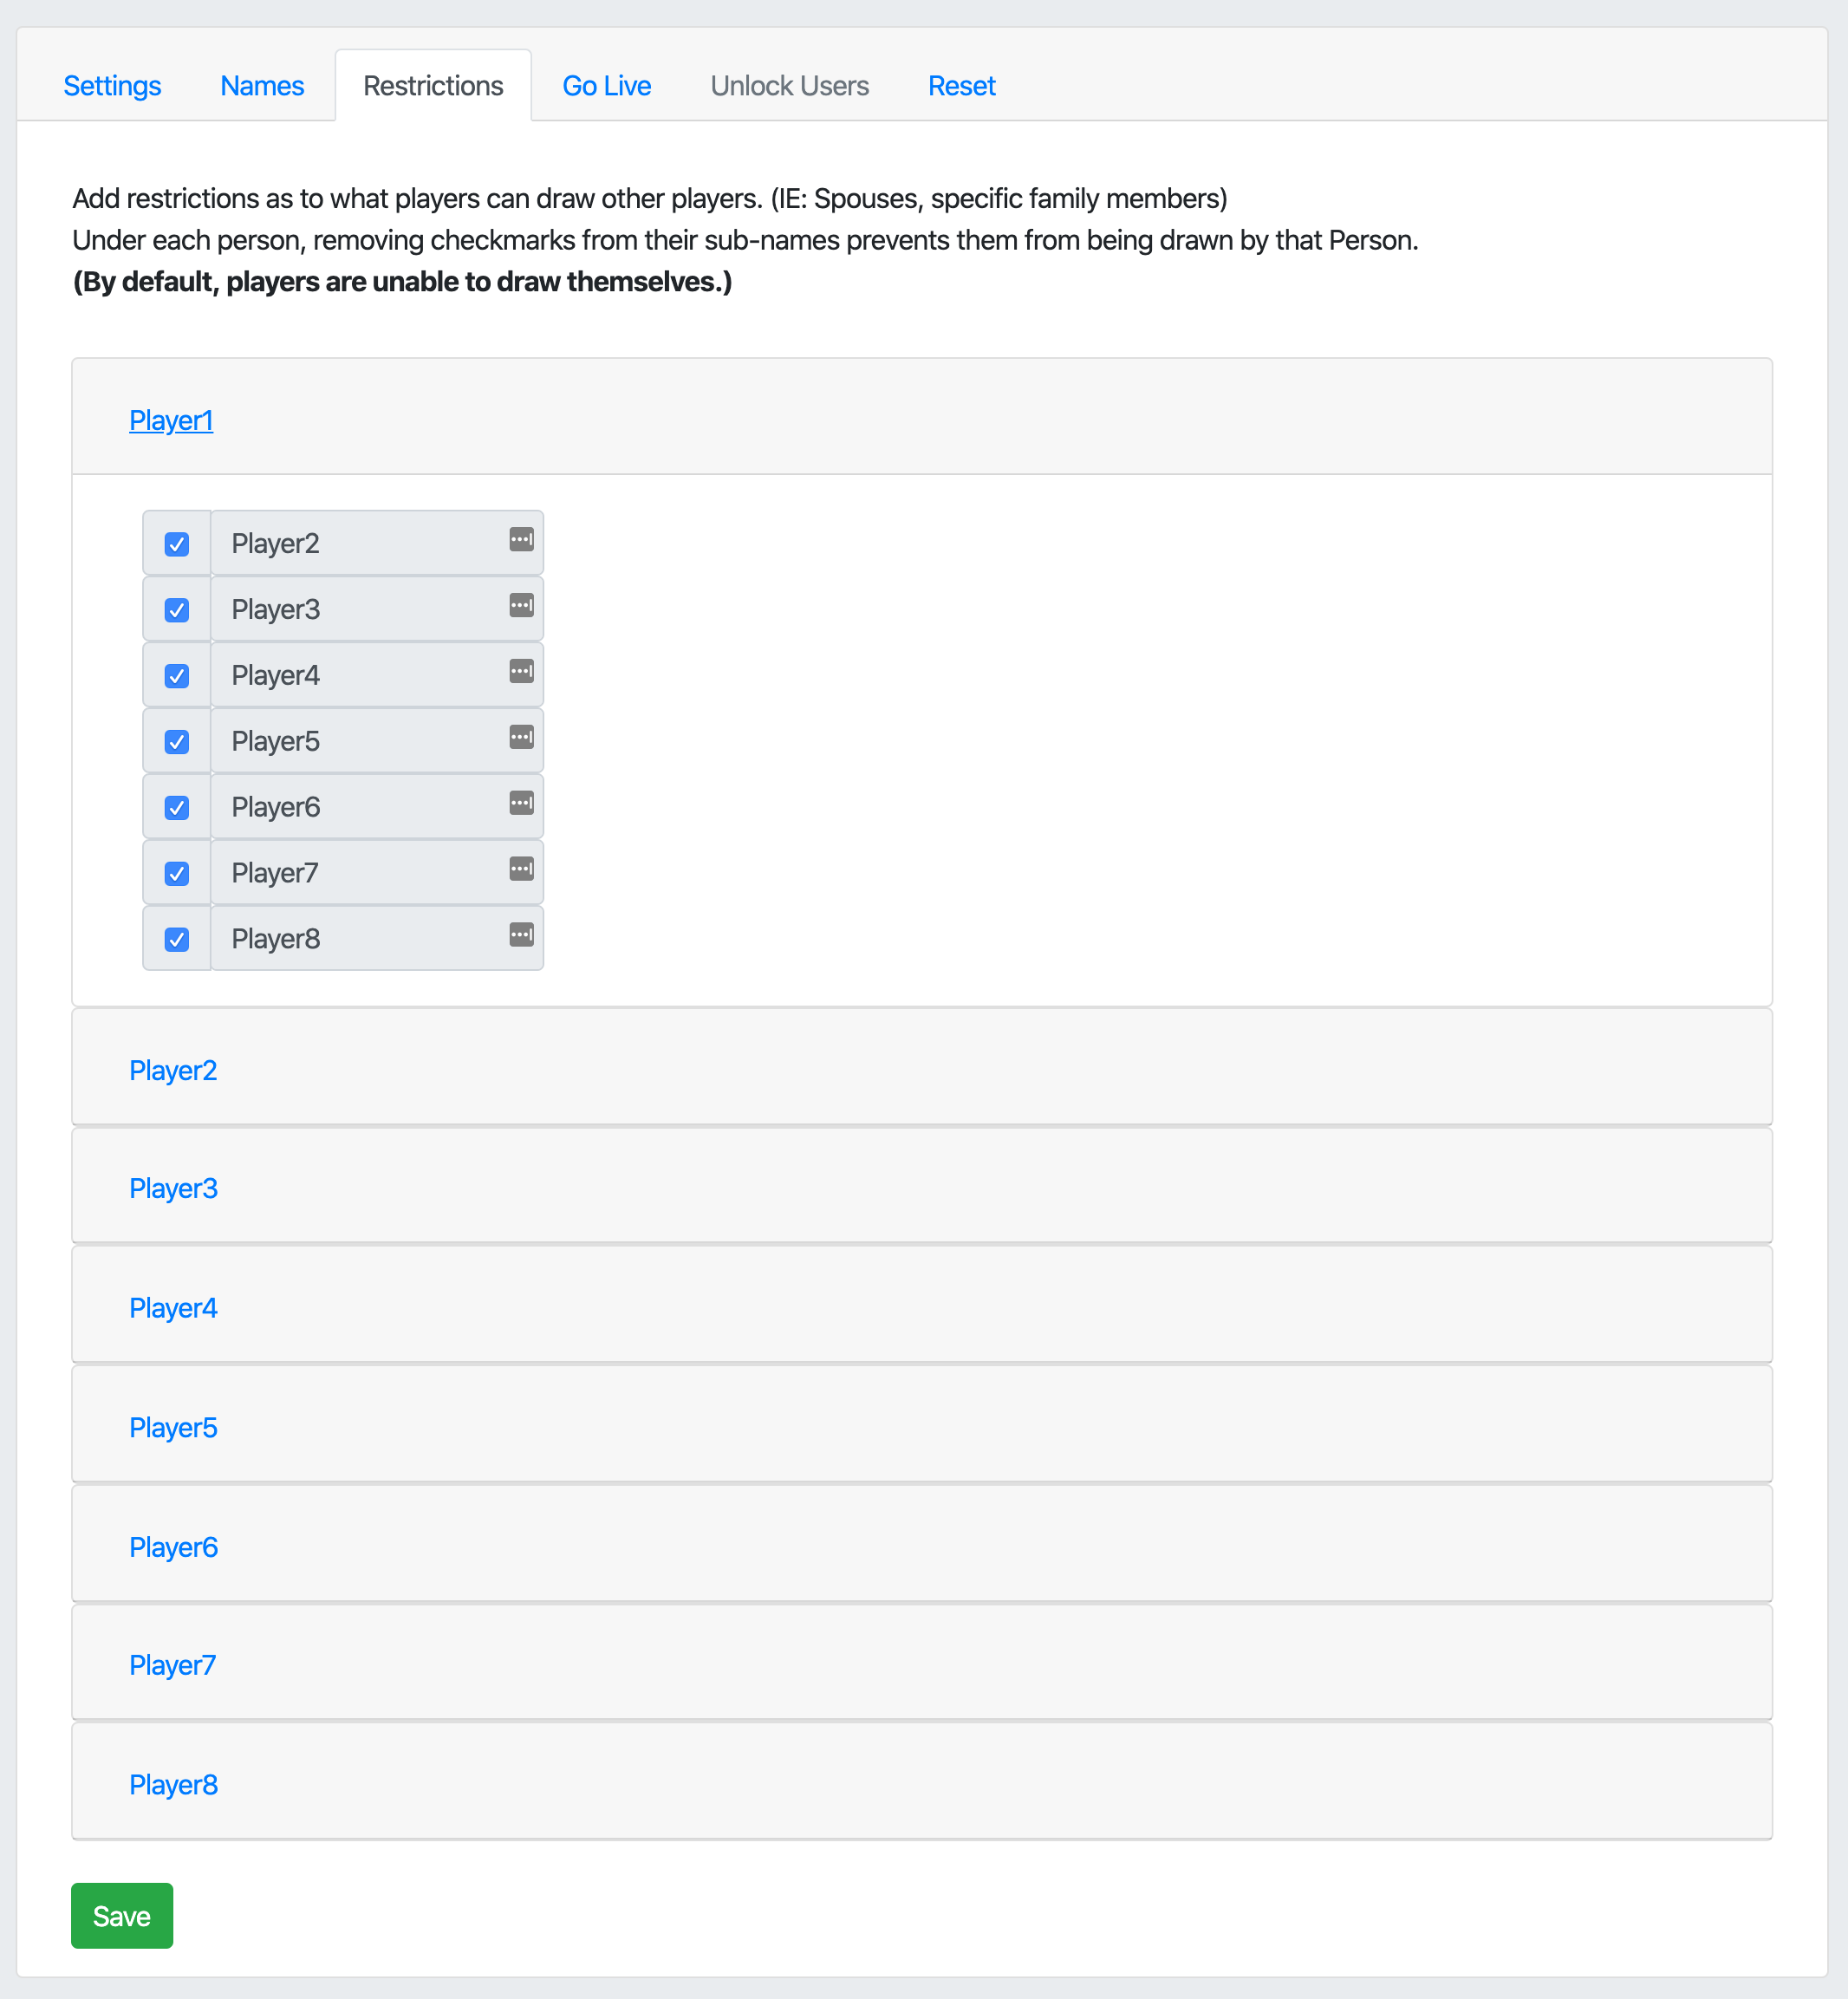 Settings Names Restrictions Go Live Unlock Users Reset
Add restrictions as to what players can draw other players. (IE: Spouses, specific family members)
Under each person, removing checkmarks from their sub-names prevents them from being drawn by that Person.
(By default, players are unable to draw themselves.)
Player1
Player2
Player3
Player4
Player5
Player6
Player7
Player8
Player2
Player3
Player4
Player5
Player6
Player7
Player8
Save